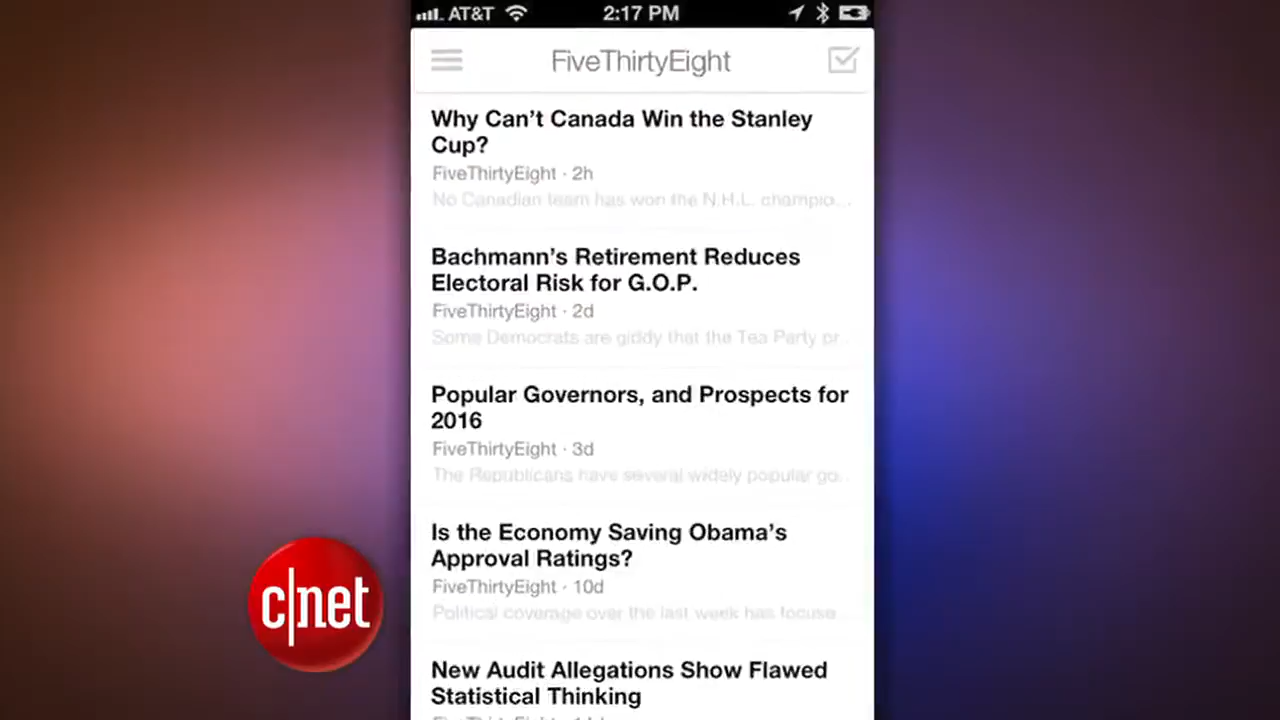 AT&T 2:17 PM
FiveThirtyEight
Why Can't Canada Win the Stanley
Cup?
FiveThirtyEight · 2h
No Canadian team has won the N.H.L. champio...
Bachmann's Retirement Reduces
Electoral Risk for G.O.P.
FiveThirtyEight · 2d
Some Democrats are giddy that the Tea Party pr...
Popular Governors, and Prospects for
2016
FiveThirtyEight · 3d
The Republicans have several widely popular go...
Is the Economy Saving Obama's
Approval Ratings?
FiveThirtyEight · 10d
Political coverage over the last week has focuse...
c|net
New Audit Allegations Show Flawed
Statistical Thinking
FiveThirtyEight